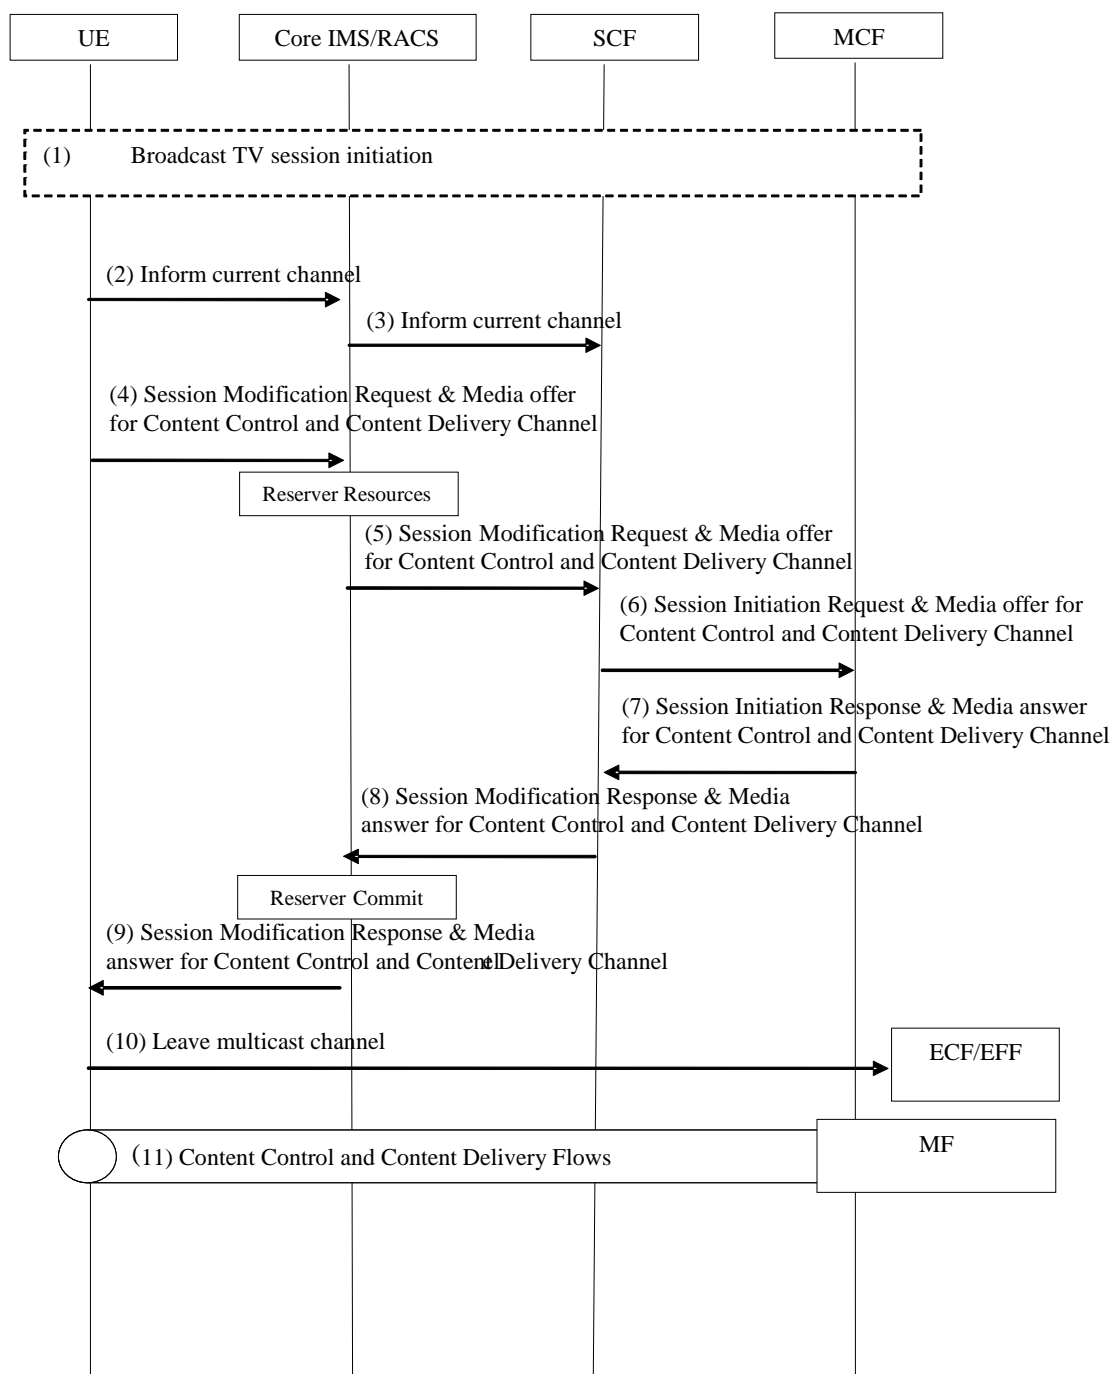 UE
Core IMS/RACS
SCF
MCF
(1) Broadcast TV session initiation
(2) Inform current channel
(3) Inform current channel
(4) Session Modification Request & Media offer
for Content Control and Content Delivery Channel
Reserver Resources
(5) Session Modification Request & Media offer
for Content Control and Content Delivery Channel
(6) Session Initiation Request & Media offer for
Content Control and Content Delivery Channel
(7) Session Initiation Response & Media answer
for Content Control and Content Delivery Channel
(8) Session Modification Response & Media
answer for Content Control and Content Delivery Channel
Reserver Commit
(9) Session Modification Response & Media
answer for Content Control and Content Delivery Channel
(10) Leave multicast channel
ECF/EFF
(11) Content Control and Content Delivery Flows
MF